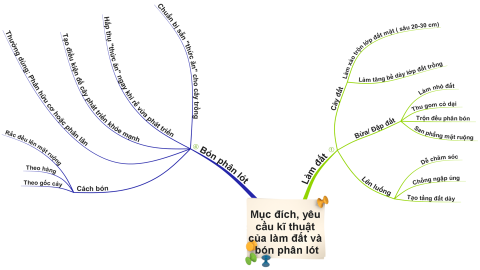 Chuẩn bị sẵn "thức ăn" cho cây trồng
Hấp thu "thức ăn" ngay khi rễ vừa phát triển
Tạo điều kiện để cây phát triển khỏe mạnh
Thường dùng: Phân hữu cơ hoặc phân lân
Rắc đều lên mặt ruộng
Theo hàng
Theo gốc cây
Cách bón
Bón phân lót
Làm đất
Cày đất
Làm xáo trộn lớp đất mặt ( sâu 20-30 cm)
Làm tăng bề dày lớp đất trồng
Bừa/ Đập đất
Làm nhỏ đất
Thu gom cỏ dại
Trộn đều phân bón
San phẳng mặt ruộng
Lên luống
Dễ chăm sóc
Chống ngập úng
Tạo tầng đất dày
Mục đích, yêu
cầu kĩ thuật
của làm đất và
bón phân lót